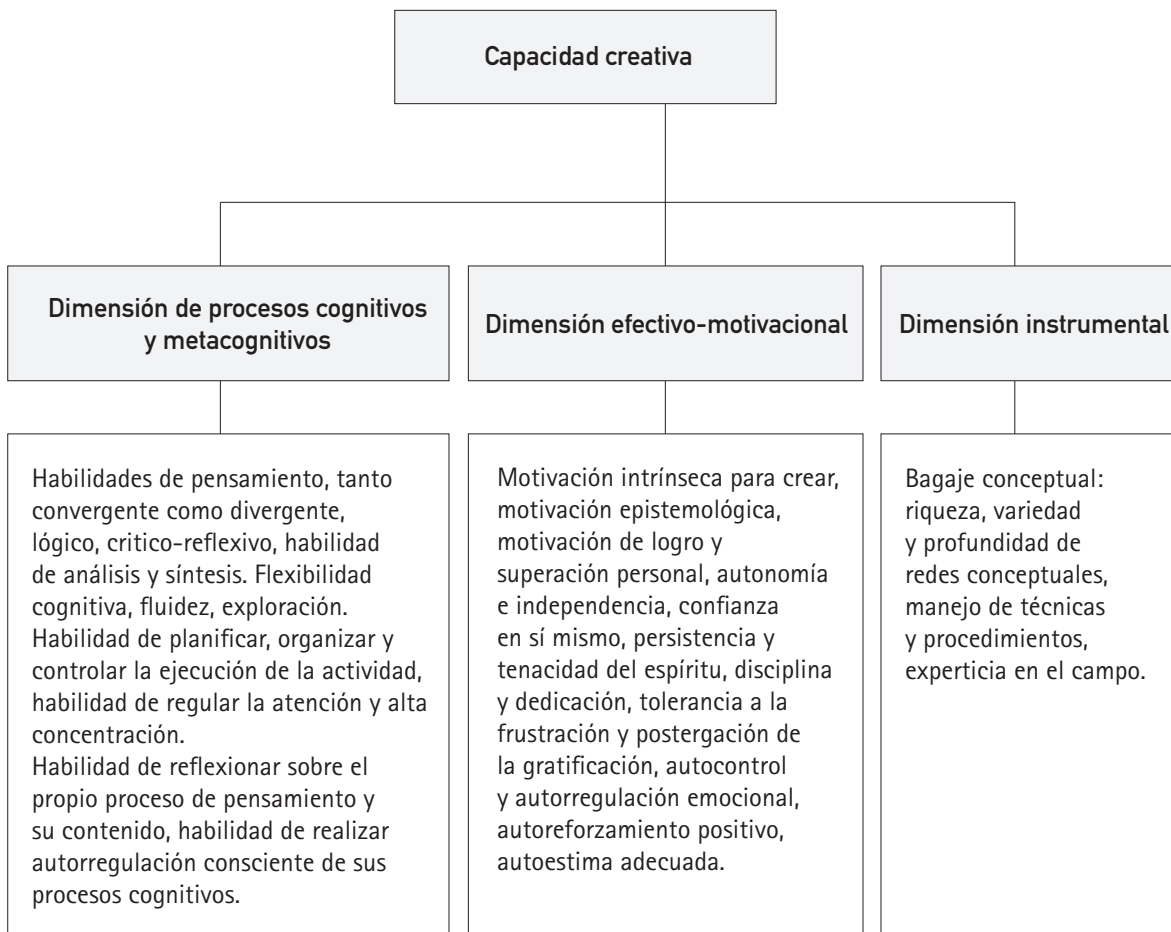 Capacidad creativa
Dimensión de procesos cognitivos
y metacognitivos
Dimensión efectivo-motivacional
Dimensión instrumental
Habilidades de pensamiento, tanto
convergente como divergente,
lógico, critico-reflexivo, habilidad
de análisis y síntesis. Flexibilidad
cognitiva, fluidez, exploración.
Habilidad de planificar, organizar y
controlar la ejecución de la actividad,
habilidad de regular la atención y alta
concentración.
Habilidad de reflexionar sobre el
propio proceso de pensamiento y
su contenido, habilidad de realizar
autorregulación consciente de sus
procesos cognitivos.
Motivación intrínseca para crear,
motivación epistemológica,
motivación de logro y
superación personal, autonomía
e independencia, confianza
en sí mismo, persistencia y
tenacidad del espíritu, disciplina
y dedicación, tolerancia a la
frustración y postergación de
la gratificación, autocontrol
y autorregulación emocional,
autoreforzamiento positivo,
autoestima adecuada.
Bagaje conceptual:
riqueza, variedad
y profundidad de
redes conceptuales,
manejo de técnicas
y procedimientos,
experticia en el campo.